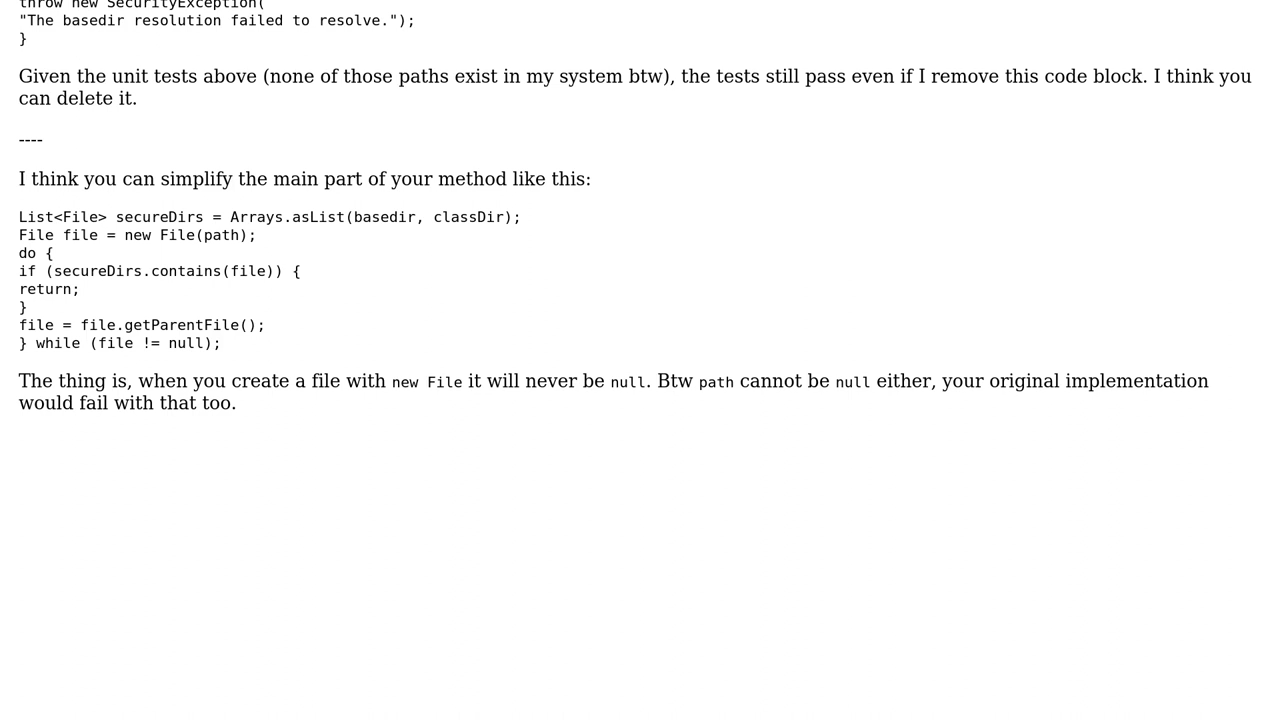 throw new SecurityException(
"The basedir resolution failed to resolve.");
}
Given the unit tests above (none of those paths exist in my system btw), the tests still pass even if I remove this code block. I think you
can delete it.
----
I think you can simplify the main part of your method like this:
List<File> secureDirs = Arrays.asList(basedir, classDir);
File file = new File(path);
do {
if (secureDirs.contains(file)) {
return;
}
file = file.getParentFile();
} while (file != null);
The thing is, when you create a file with new File it will never be null. Btw path cannot be null either, your original implementation
would fail with that too.